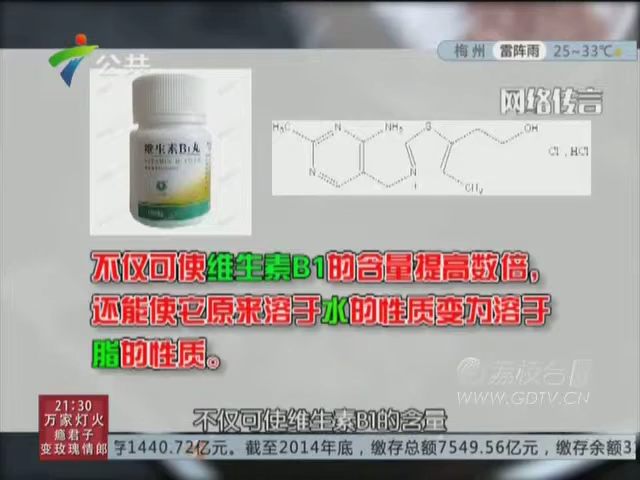 公共
梅州 雷阵雨 25~33℃
网络传言
维生素B1丸
H3C N NH2 S OH
Cl-,HCl
N N+ CH3
不仅可使维生素B1的含量提高数倍，
还能使它原来溶于水的性质变为溶于
脂的性质。
荔枝台
www.GDTV.CN
21:30
万家灯火
瘾君子
变玫瑰情郎
不仅可使维生素B1的含量
存1440.72亿元。截至2014年底，缴存总额7549.56亿元，缴存余额3